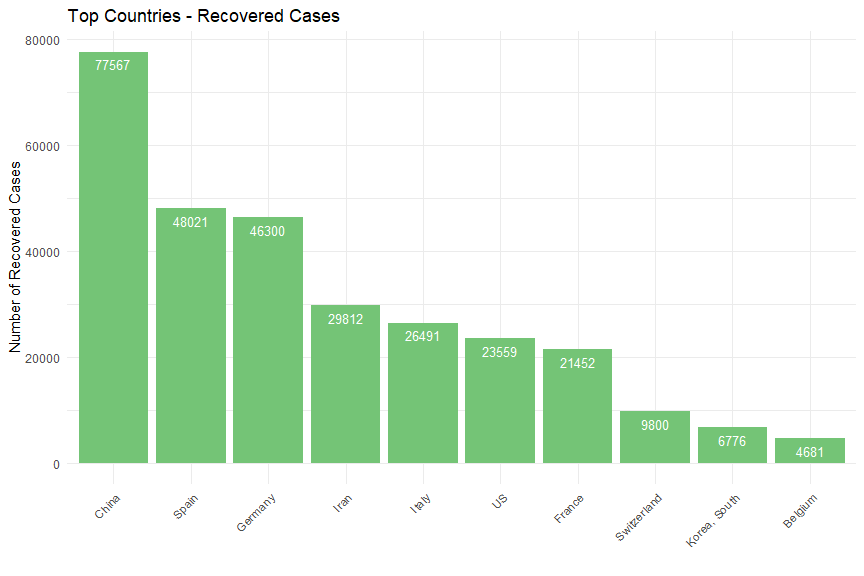 Top Countries - Recovered Cases
Number of Recovered Cases
80000
60000
40000
20000
0
77567
48021
46300
29812
26491
23559
21452
9800
6776
4681
China
Spain
Germany
Iran
Italy
US
France
Switzerland
Korea, South
Belgium